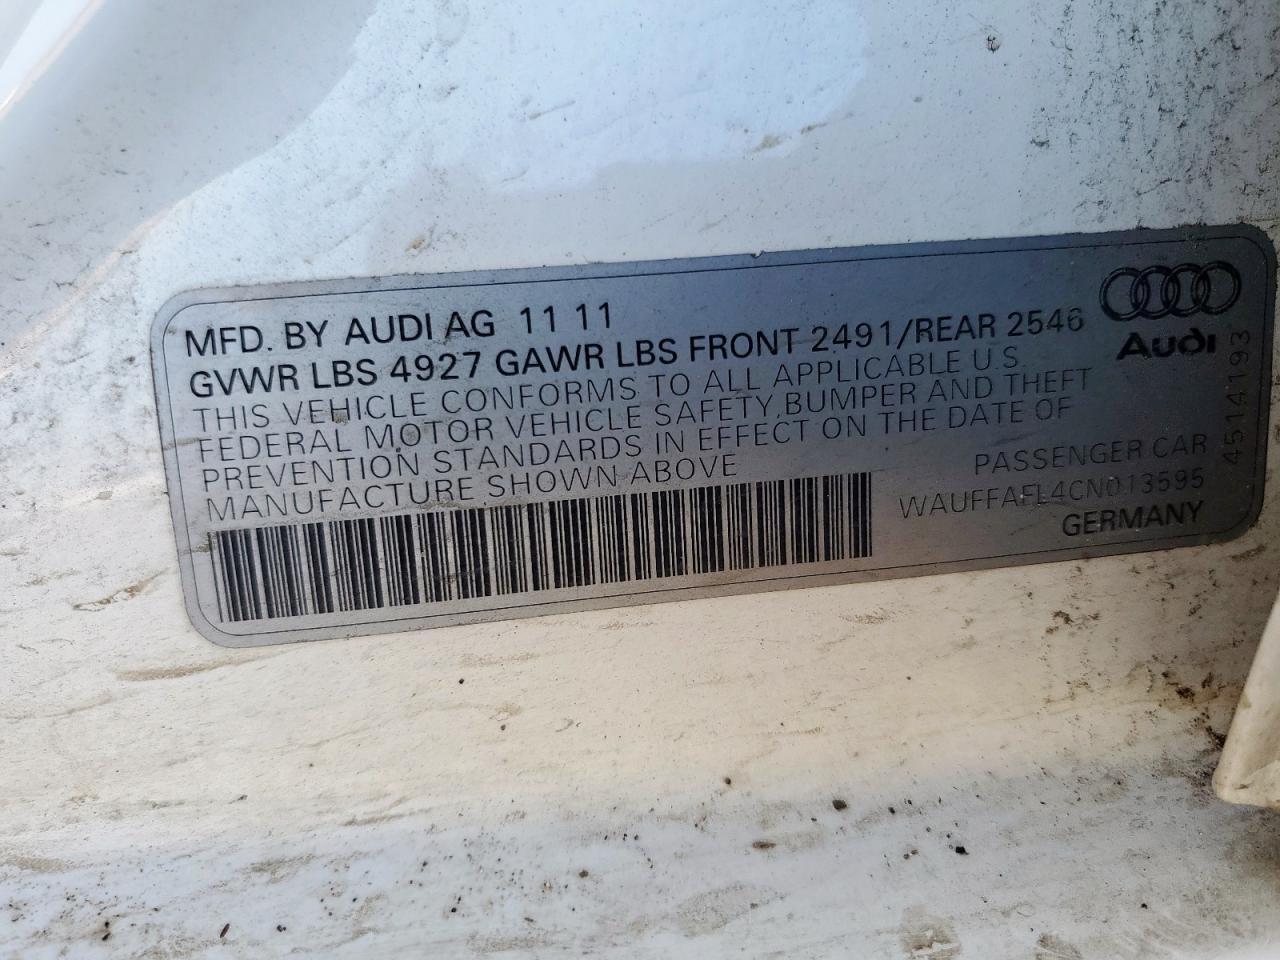 MFD. BY AUDI AG 11 11
GVWR LBS 4927 GAWR LBS FRONT 2491/REAR 2546
THIS VEHICLE CONFORMS TO ALL APPLICABLE U.S.
FEDERAL MOTOR VEHICLE SAFETY, BUMPER AND THEFT
PREVENTION STANDARDS IN EFFECT ON THE DATE OF
MANUFACTURE SHOWN ABOVE
Audi
PASSENGER CAR
WAUFFAFL4CN013595
GERMANY
4514193